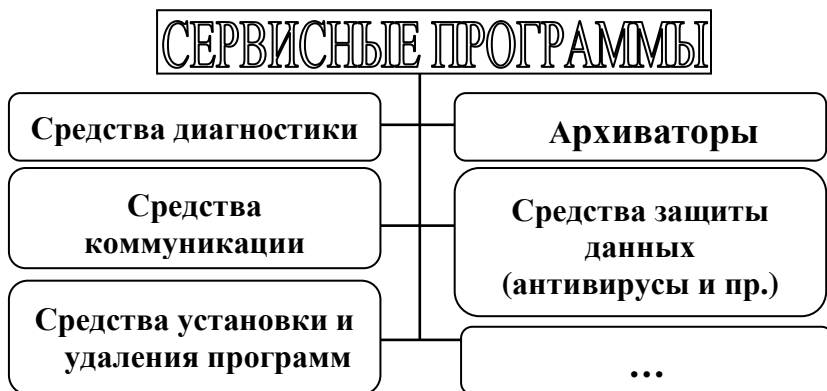 СЕРВИСНЫЕ ПРОГРАММЫ
Средства диагностики
Архиваторы
Средства
коммуникации
Средства защиты
данных
(антивирусы и пр.)
Средства установки и
удаления программ
...